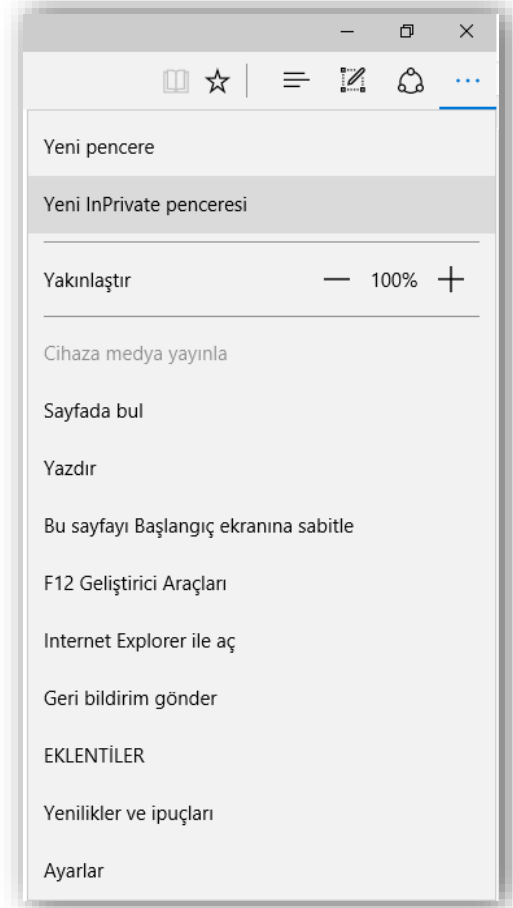 Yeni pencere
Yeni InPrivate penceresi
Yakınlaştır 100%
Cihaza medya yayınla
Sayfada bul
Yazdır
Bu sayfayı Başlangıç ekranına sabitle
F12 Geliştirici Araçları
Internet Explorer ile aç
Geri bildirim gönder
EKLENTİLER
Yenilikler ve ipuçları
Ayarlar